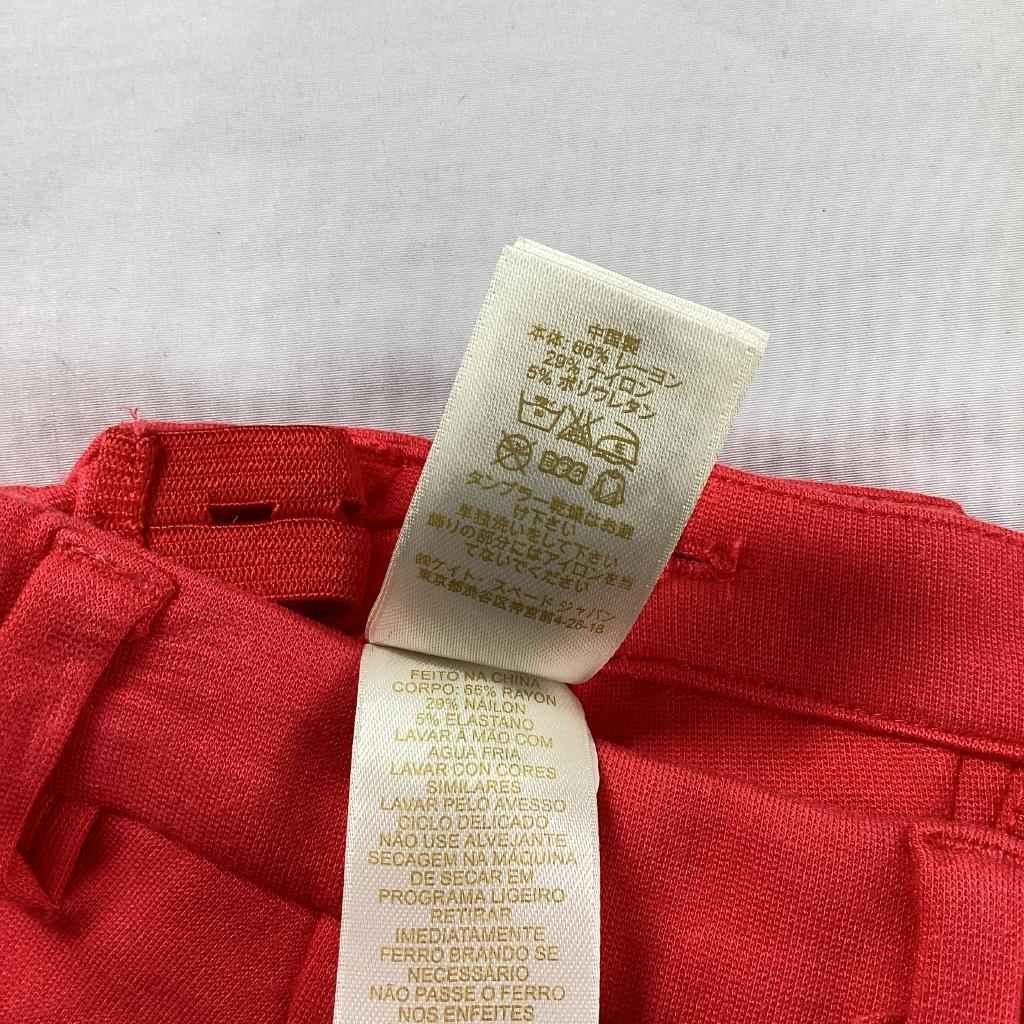 中国製
本体: 66% レーヨン
29% ナイロン
5% ポリウレタン
タンブラー乾燥はお避
け下さい
単独洗いをして下さい
飾りの部分にはアイロンを当
てないでください
㈱ケイト・スペードジャパン
東京都渋谷区神宮前4-26-18
FEITO NA CHINA
CORPO: 66% RAYON
29% NÁILON
5% ELASTANO
LAVAR À MÃO COM
ÁGUA FRIA
LAVAR CON CORES
SIMILARES
LAVAR PELO AVESSO
CICLO DELICADO
NÃO USE ALVEJANTE
SECAGEM NA MÁQUINA
DE SECAR EM
PROGRAMA LIGEIRO
RETIRAR
IMEDIATAMENTE
FERRO BRANDO SE
NECESSÁRIO
NÃO PASSE O FERRO
NOS ENFEITES